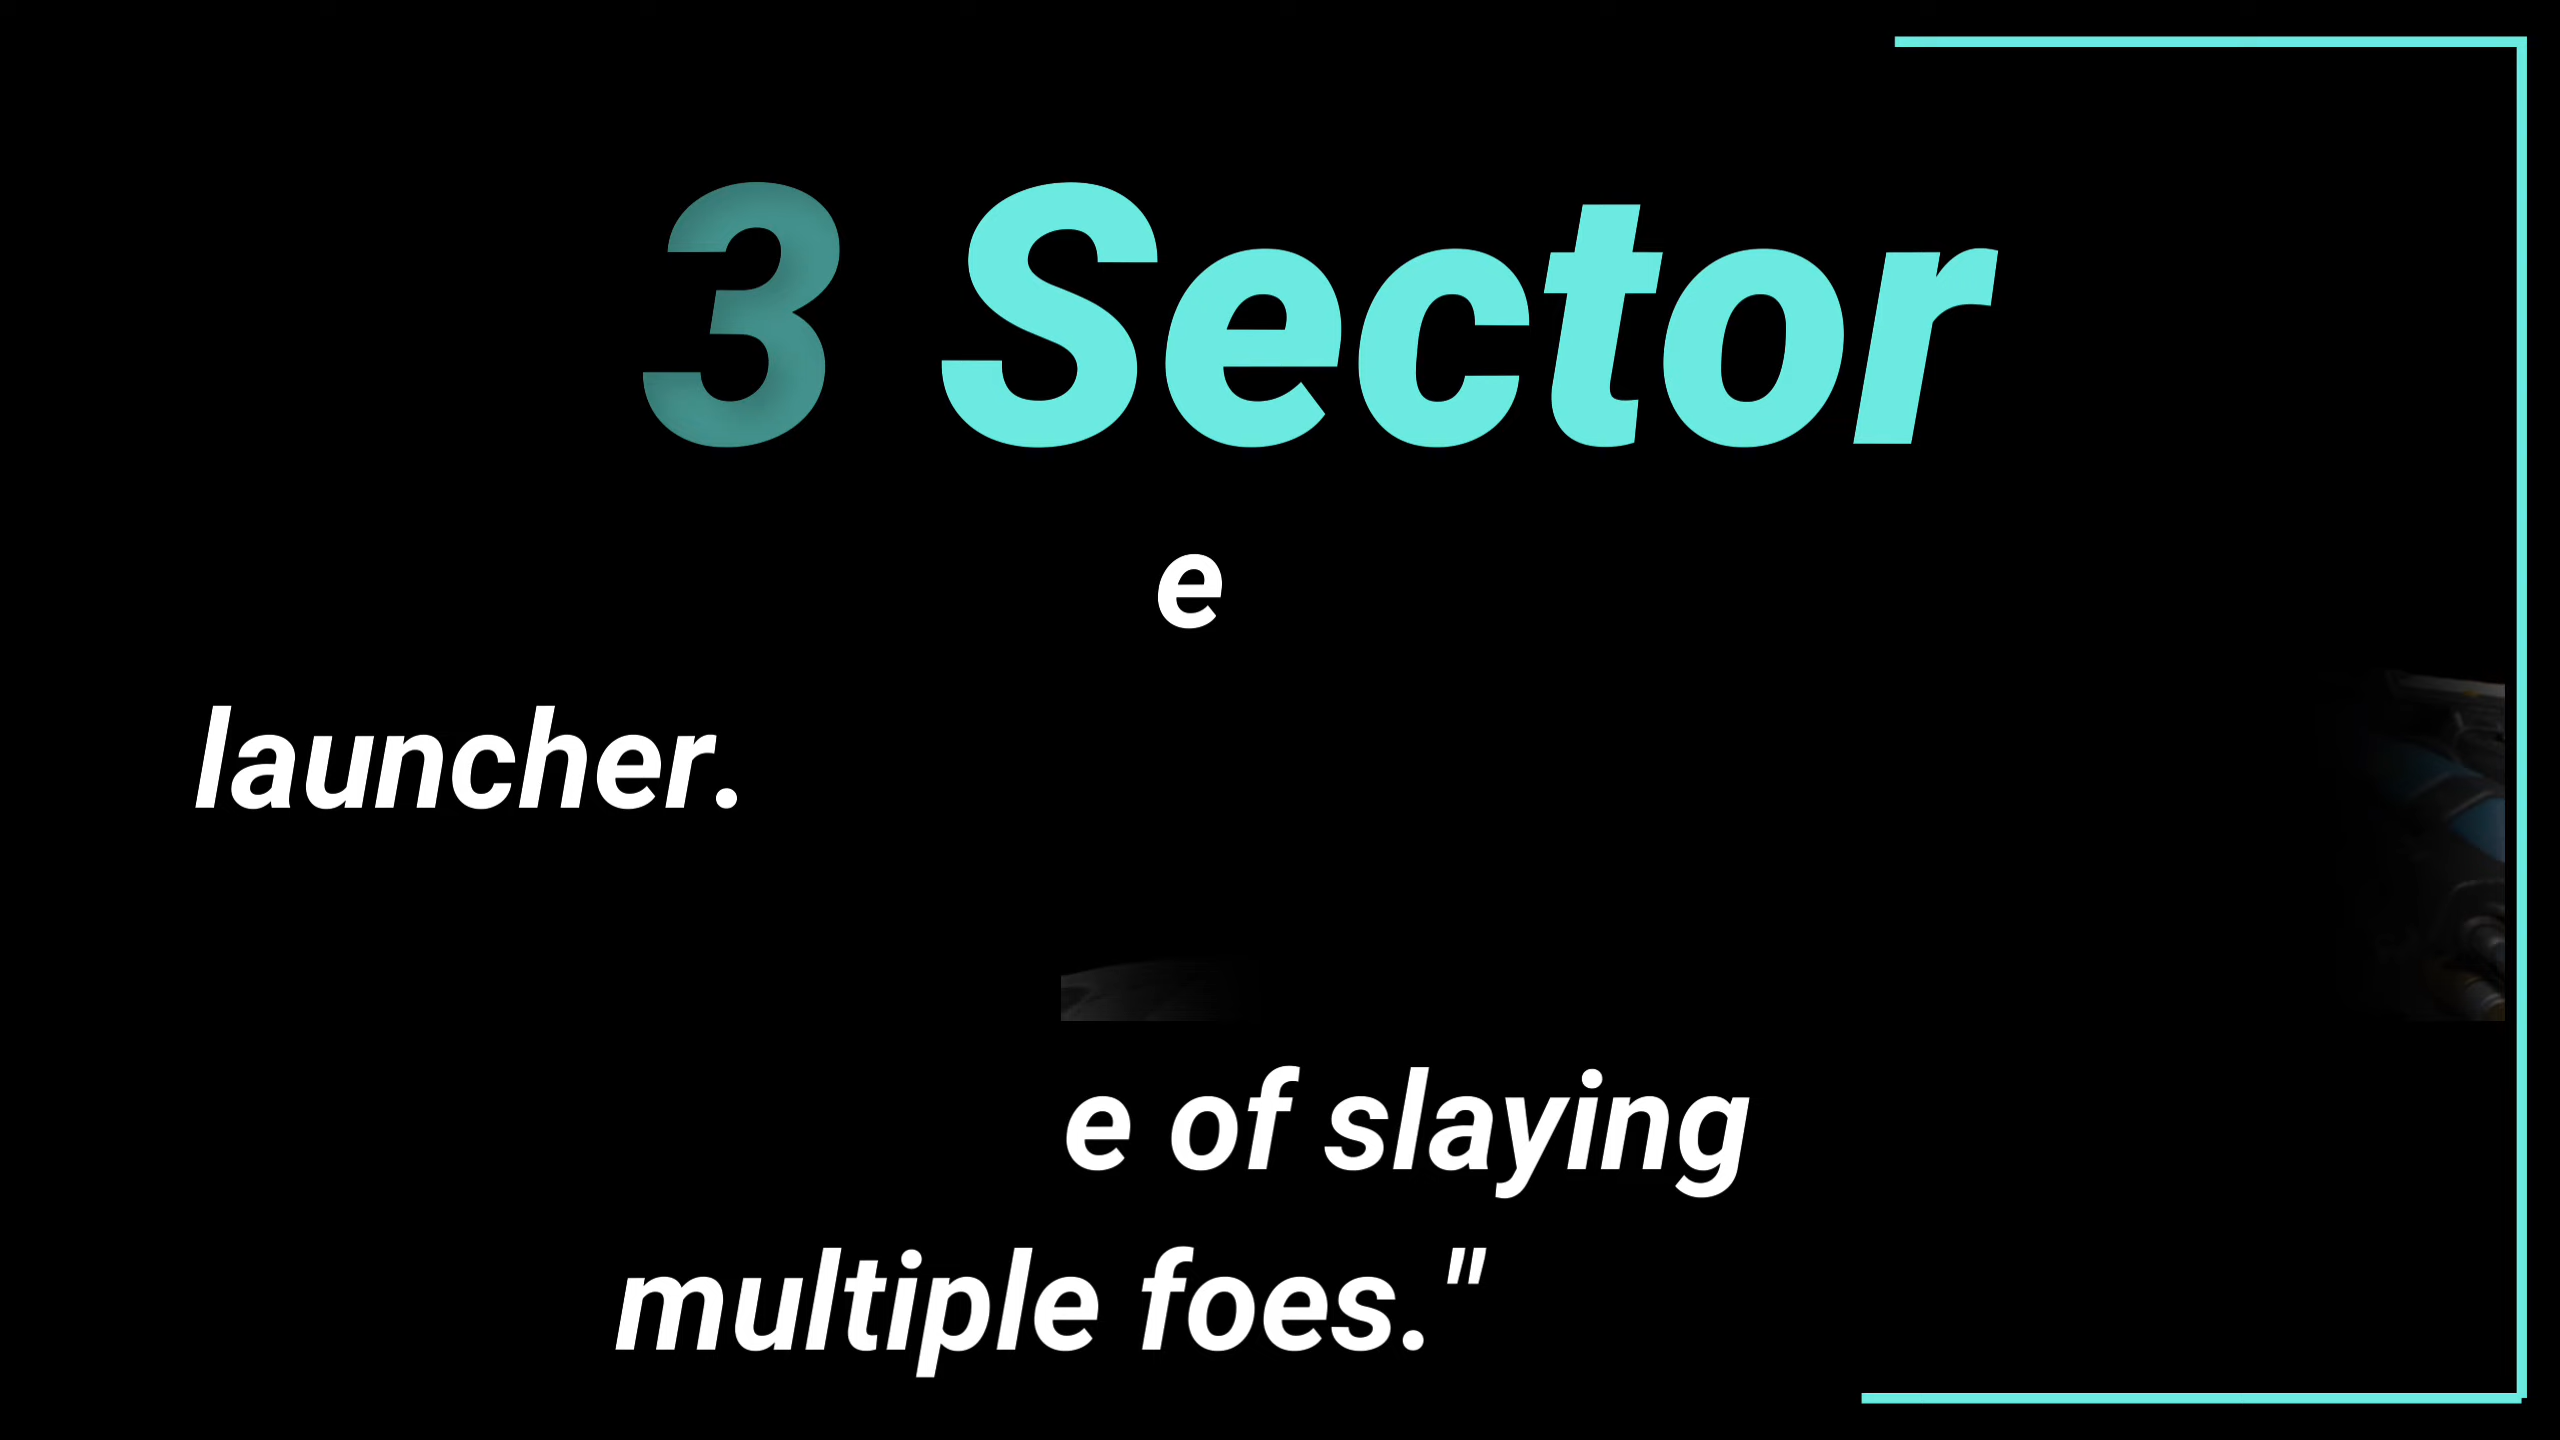 3 Sector
e
launcher.
e of slaying
multiple foes."